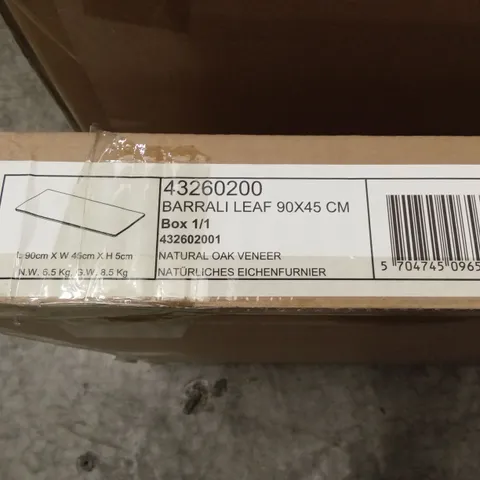 43260200
BARRALI LEAF 90X45 CM
Box 1/1
432602001
L: 90cm X W 45cm X H 5cm
NATURAL OAK VENEER
N.W. 6.5 Kg, G.W. 8.5 Kg
NATÜRLICHES EICHENFURNIER
5 704745 0965